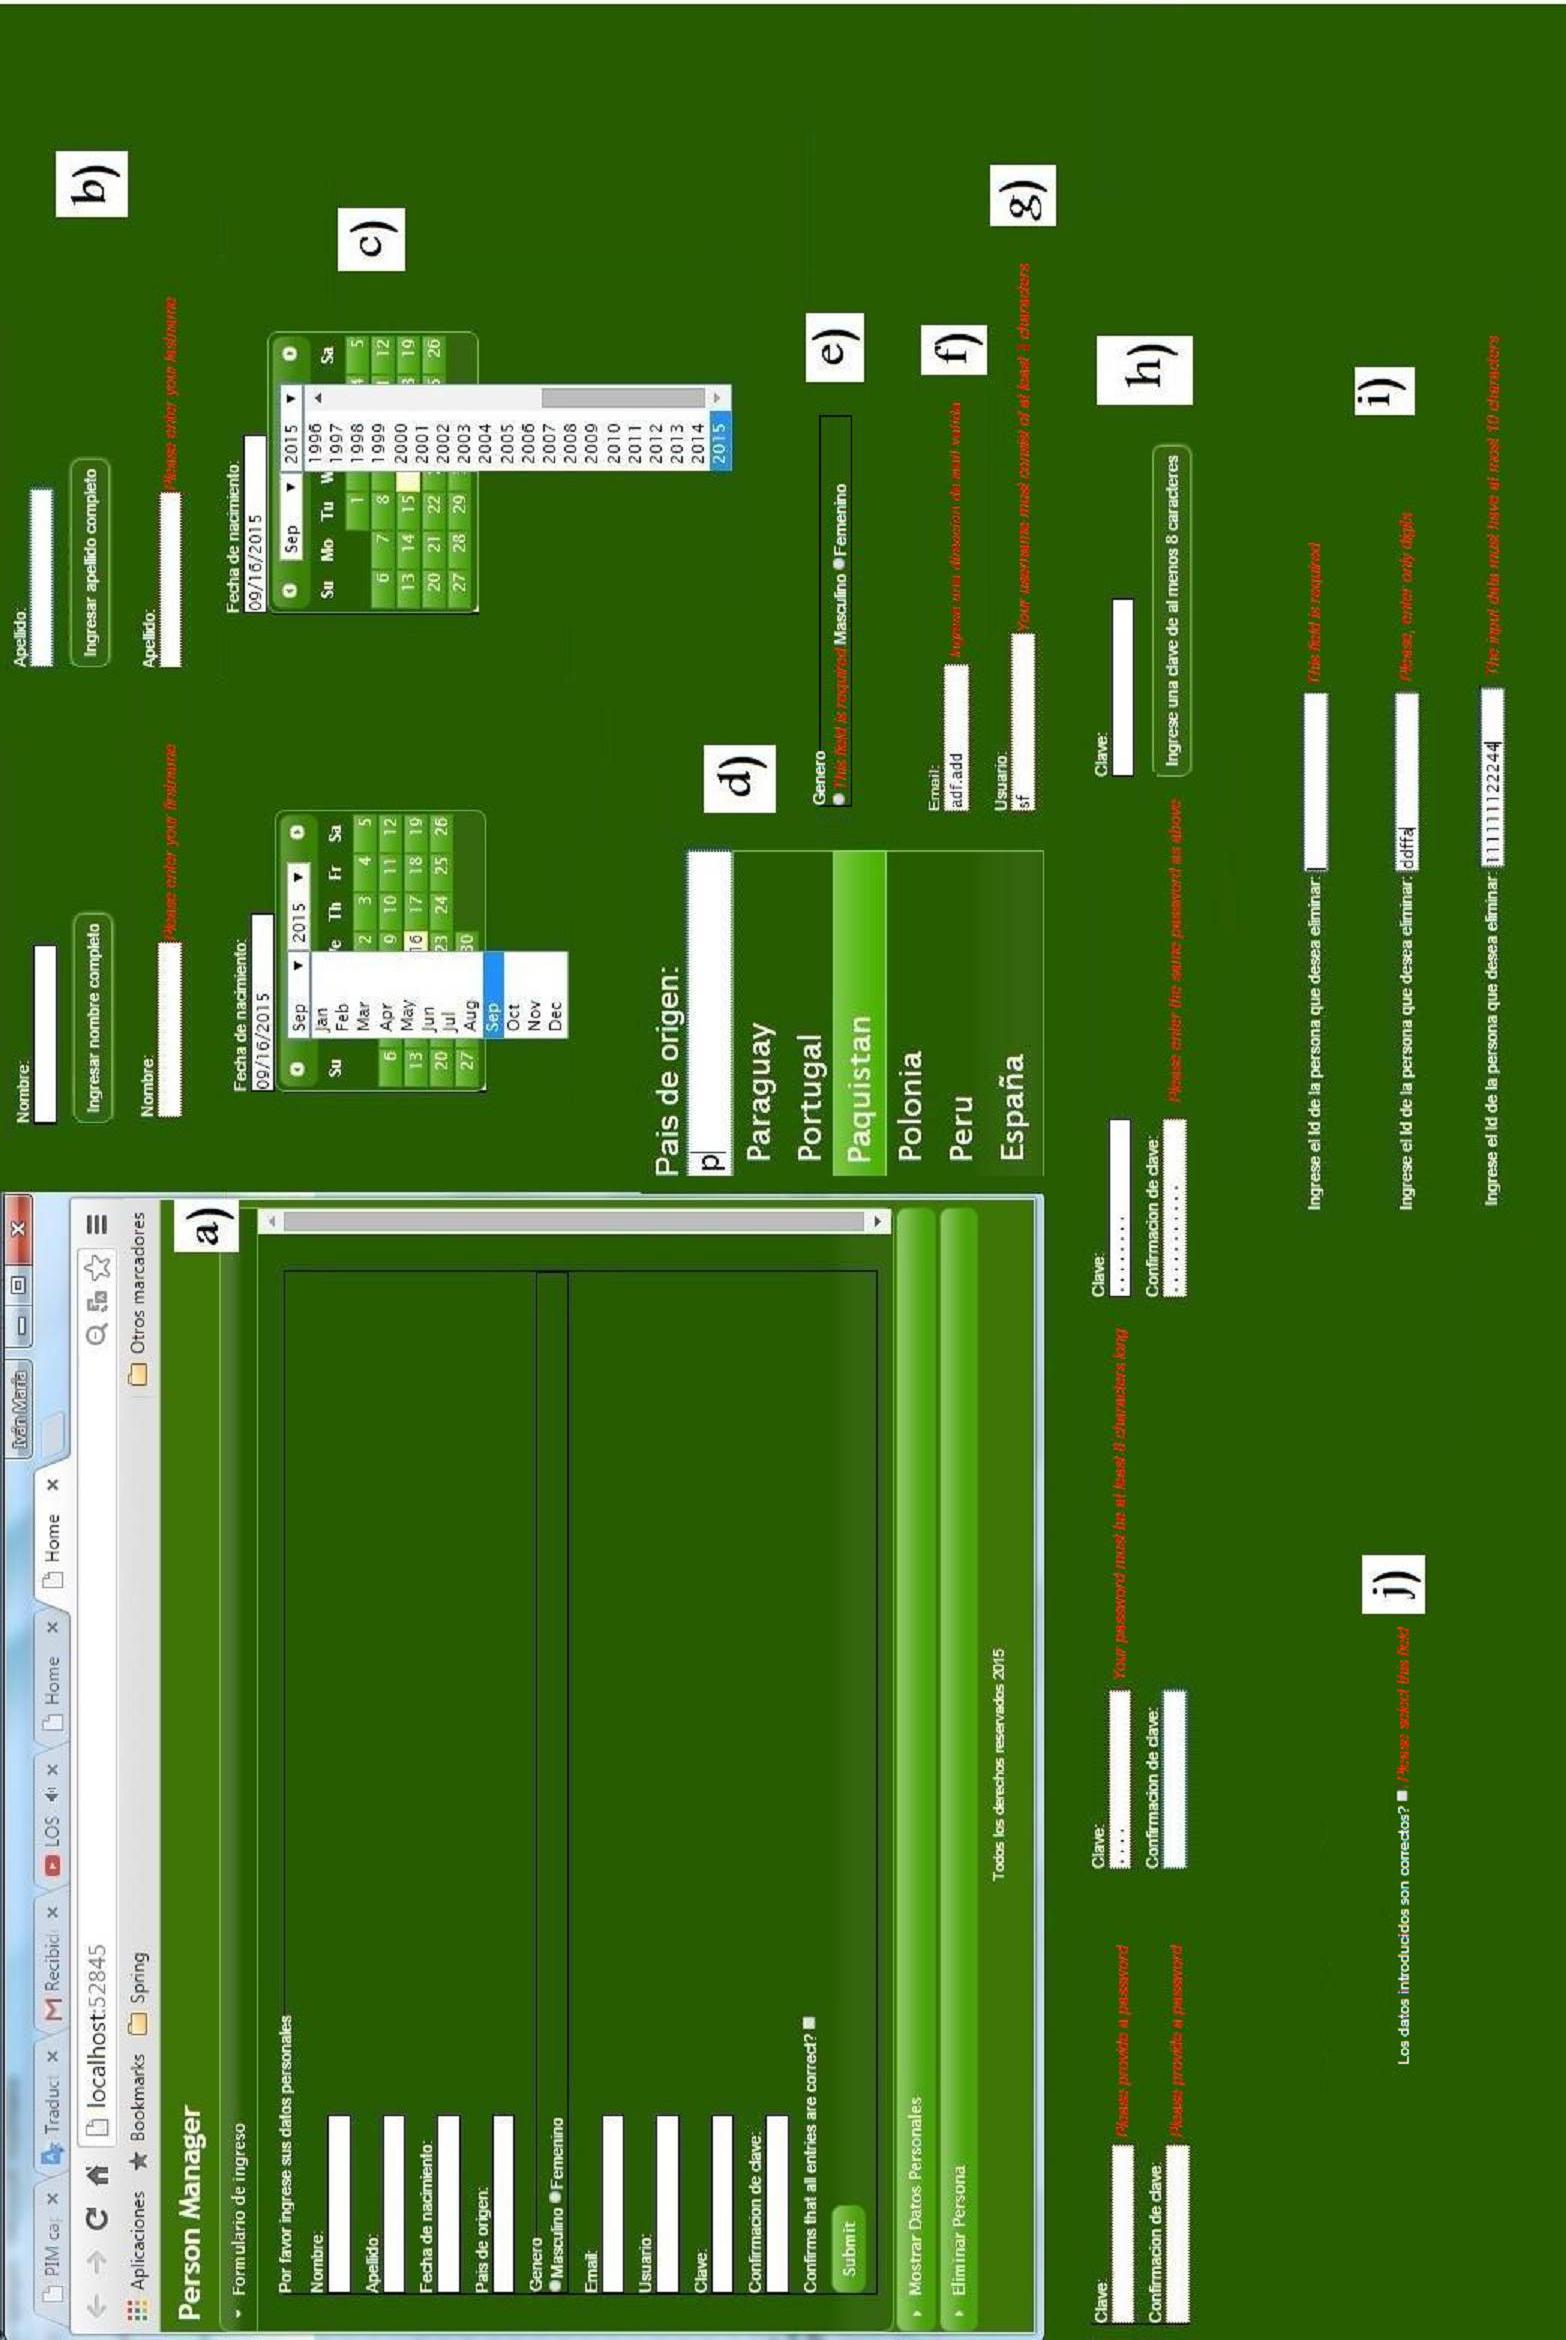 Iván María
PIM cap
Traduct
Recibid
LOS
Home
Home
localhost:52845
Aplicaciones
Bookmarks
Spring
Otros marcadores
Person Manager
a)
Formulario de ingreso
Por favor ingrese sus datos personales
Nombre:
Apellido:
Fecha de nacimiento:
Pais de origen:
Genero
Masculino Femenino
Email:
Usuario:
Clave:
Confirmacion de clave:
Confirms that all entries are correct?
Submit
Mostrar Datos Personales
Eliminar Persona
Todos los derechos reservados 2015
Nombre:
Apellido:
Ingresar nombre completo
Ingresar apellido completo
b)
Nombre:
Please enter your firstname
Apellido:
Please enter your lastname
Fecha de nacimiento:
09/16/2015
Sep 2015
Su e Th Fr Sa
Jan
Feb
2 3 4 5
Mar
6 9 10 11 12
Apr
13 16 17 18 19
May
20 23 24 25 26
Jun
27 30
Jul
Aug
Sep
Oct
Nov
Dec
Fecha de nacimiento:
09/16/2015
Sep 2015
Su Mo Tu W Sa
1 4 5
6 7 8 12
13 14 15 19
20 21 22 26
27 28 29
1996
1997
1998
1999
2000
2001
2002
2003
2004
2005
2006
2007
2008
2009
2010
2011
2012
2013
2014
2015
c)
Pais de origen:
p
Paraguay
Portugal
Paquistan
Polonia
Peru
España
d)
Genero
This field is required Masculino Femenino
e)
Email:
adf.add Ingresa una direccion de mail valida
f)
Usuario:
sf Your username must consist of at least 3 characters
g)
Clave:
Please provide a password
Confirmacion de clave:
Please provide a password
Clave:
.... Your password must be at least 8 characters long
Confirmacion de clave:
Clave:
........
Confirmacion de clave:
Please enter the same password as above
Clave:
Ingrese una clave de al menos 8 caracteres
h)
Ingrese el Id de la persona que desea eliminar: This field is required
Ingrese el Id de la persona que desea eliminar: ddffa Please, enter only digits
i)
Ingrese el Id de la persona que desea eliminar: The input data must have at most 10 characters
Los datos introducidos son correctos? Please select this field
j)